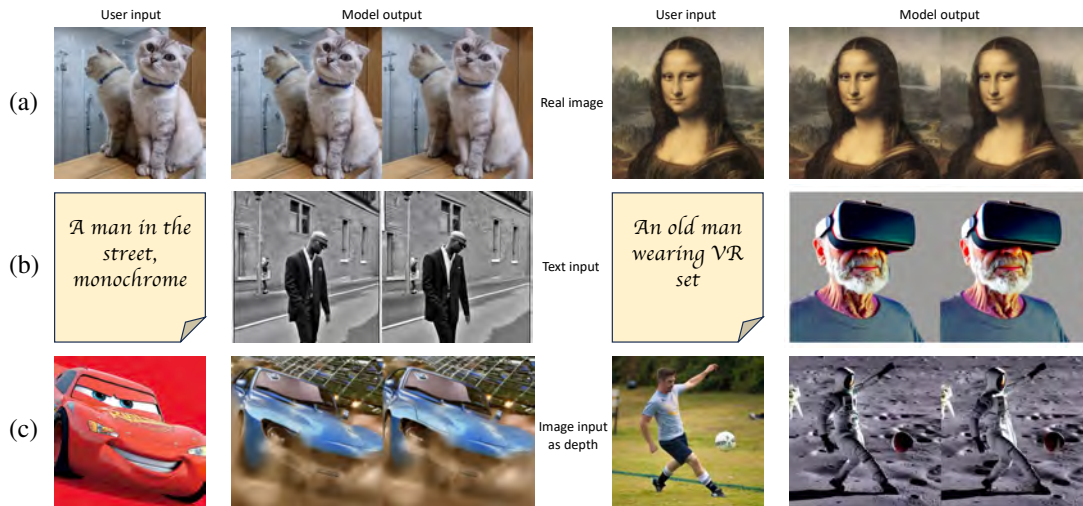 User input
Model output
User input
Model output
(a)
Real image
(b)
A man in the
street,
monochrome
Text input
An old man
wearing VR
set
(c)
Image input
as depth